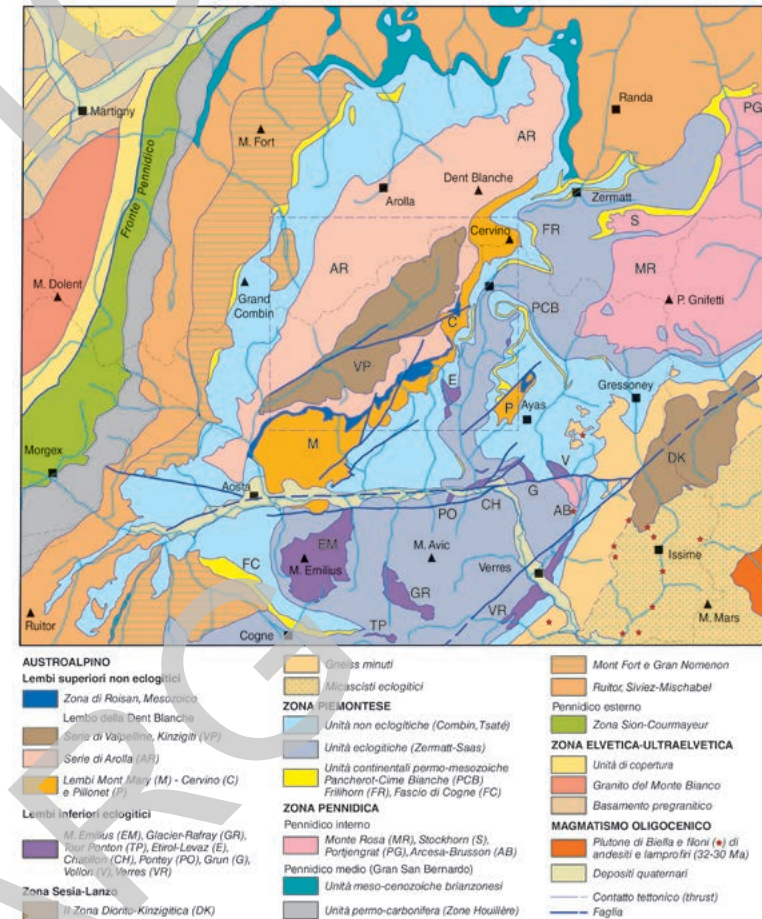 Martigny
M. Fort
AR
Randa
PG
Fronte Pennidico
Dent Blanche
Arolla
Zermatt
Cervino
FR
S
M. Dolent
AR
MR
Grand
Combin
P. Gnifetti
PCB
C
VP
E
Gressoney
P
Ayas
Morgex
M
DK
V
Aosta
G
CH
PO
AB
EM
M. Avic
Issime
FC
M. Emilius
Verres
GR
VR
M. Mars
Ruitor
TP
Cogne
AUSTROALPINO
Lembi superiori non eclogitici
Zona di Roisan, Mesozoico
Lembo della Dent Blanche
Serie di Valpelline, Kinzigiti (VP)
Serie di Arolla (AR)
Lembi Mont Mary (M) - Cervino (C)
e Pillonet (P)
Lembi inferiori eclogitici
M. Emilius (EM), Glacier-Rafray (GR),
Tour Ponton (TP), Etirol-Levaz (E),
Chatillon (CH), Pontey (PO), Grun (G),
Vollon (V), Verres (VR)
Zona Sesia-Lanzo
II Zona Diorito-Kinzigitica (DK)
Gneiss minuti
Micascisti eclogitici
ZONA PIEMONTESE
Unità non eclogitiche (Combin, Tsaté)
Unità eclogitiche (Zermatt-Saas)
Unità continentali permo-mesozoiche
Pancherot-Cime Bianche (PCB)
Frilihorn (FR), Fascio di Cogne (FC)
ZONA PENNIDICA
Pennidico interno
Monte Rosa (MR), Stockhorn (S),
Portjengrat (PG), Arcesa-Brusson (AB)
Pennidico medio (Gran San Bernardo)
Unità meso-cenozoiche brianzonesi
Unità permo-carbonifera (Zone Houillère)
Mont Fort e Gran Nomenon
Ruitor, Siviez-Mischabel
Pennidico esterno
Zona Sion-Courmayeur
ZONA ELVETICA-ULTRAELVETICA
Unità di copertura
Granito del Monte Bianco
Basamento pregranitico
MAGMATISMO OLIGOCENICO
Plutone di Biella e filoni (★) di
andesiti e lamprofiri (32-30 Ma)
Depositi quaternari
Contatto tettonico (thrust)
Faglia